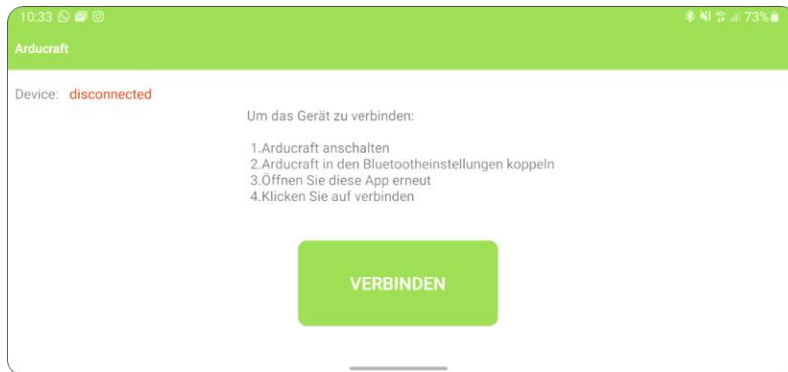 10:33
73%
Arducraft
Device: disconnected
Um das Gerät zu verbinden:
1.Arducraft anschalten
2.Arducraft in den Bluetootheinstellungen koppeln
3.Öffnen Sie diese App erneut
4.Klicken Sie auf verbinden
VERBINDEN